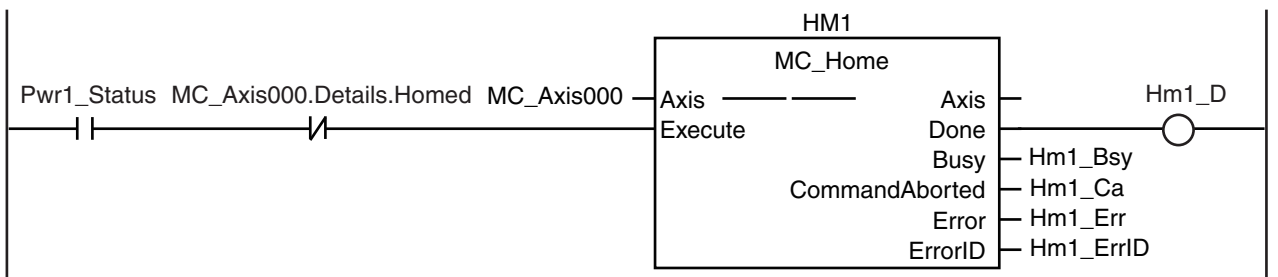 HM1
MC_Home
Pwr1_Status MC_Axis000.Details.Homed MC_Axis000 Axis Axis Hm1_D
Execute Done
Busy Hm1_Bsy
CommandAborted Hm1_Ca
Error Hm1_Err
ErrorID Hm1_ErrID